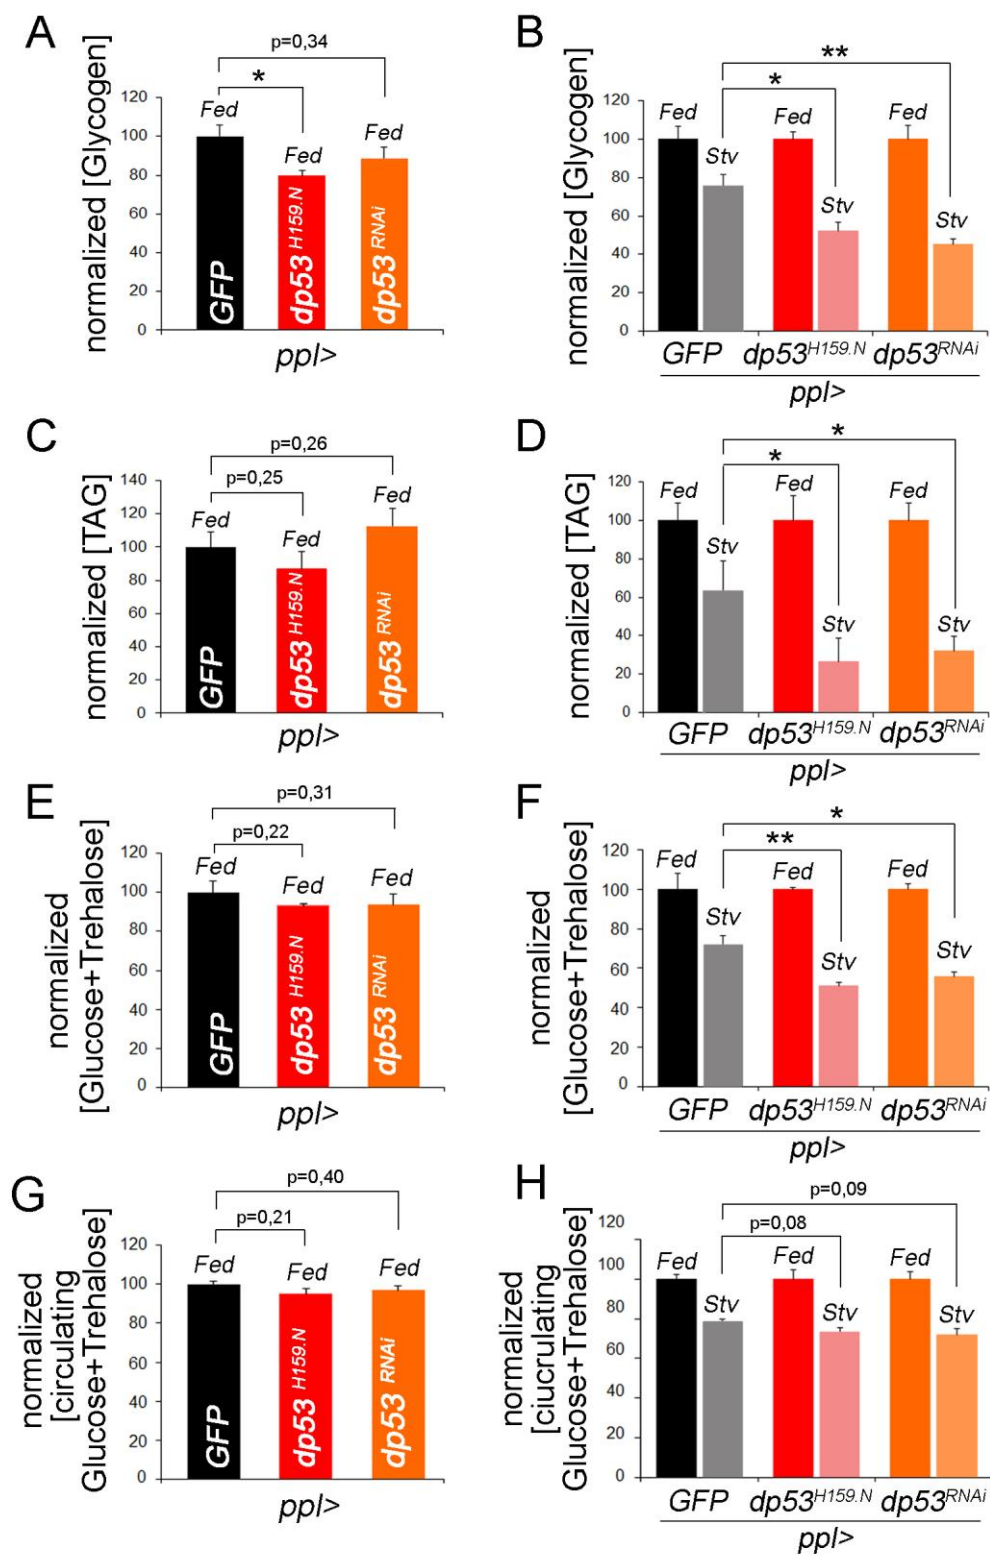 A
p=0,34
*
Fed
Fed
Fed
normalized [Glycogen]
120
100
80
60
40
20
0
GFP
dp53 H159.N
dp53 RNAi
ppl>
B
**
*
Fed
Stv
Fed
Stv
Fed
Stv
normalized [Glycogen]
120
100
80
60
40
20
0
GFP
dp53H159.N
dp53RNAi
ppl>
C
p=0,26
p=0,25
Fed
Fed
Fed
normalized [TAG]
140
120
100
80
60
40
20
0
GFP
dp53 H159.N
dp53 RNAi
ppl>
D
*
*
Fed
Stv
Fed
Stv
Fed
Stv
normalized [TAG]
120
100
80
60
40
20
0
GFP
dp53H159.N
dp53RNAi
ppl>
E
p=0,31
p=0,22
Fed
Fed
Fed
normalized
[Glucose+Trehalose]
120
100
80
60
40
20
0
GFP
dp53 H159.N
dp53 RNAi
ppl>
F
*
**
Fed
Stv
Fed
Stv
Fed
Stv
normalized
[Glucose+Trehalose]
120
100
80
60
40
20
0
GFP
dp53H159.N
dp53RNAi
ppl>
G
p=0,40
p=0,21
Fed
Fed
Fed
normalized
[circulating
Glucose+Trehalose]
120
100
80
60
40
20
0
GFP
dp53 H159.N
dp53 RNAi
ppl>
H
p=0,09
p=0,08
Fed
Stv
Fed
Stv
Fed
Stv
normalized
[ciucrulating
Glucose+Trehalose]
120
100
80
60
40
20
0
GFP
dp53H159.N
dp53RNAi
ppl>